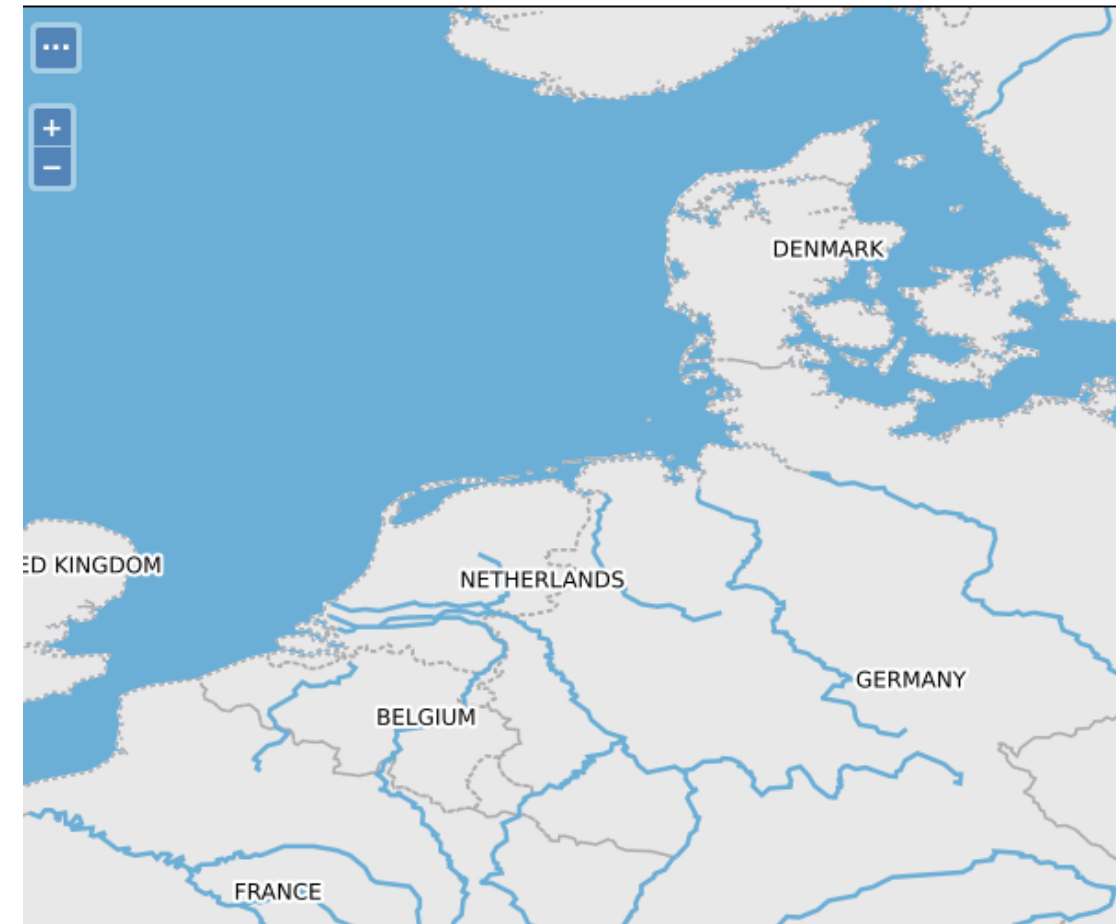 ...
+
−
DENMARK
ED KINGDOM
NETHERLANDS
GERMANY
BELGIUM
FRANCE